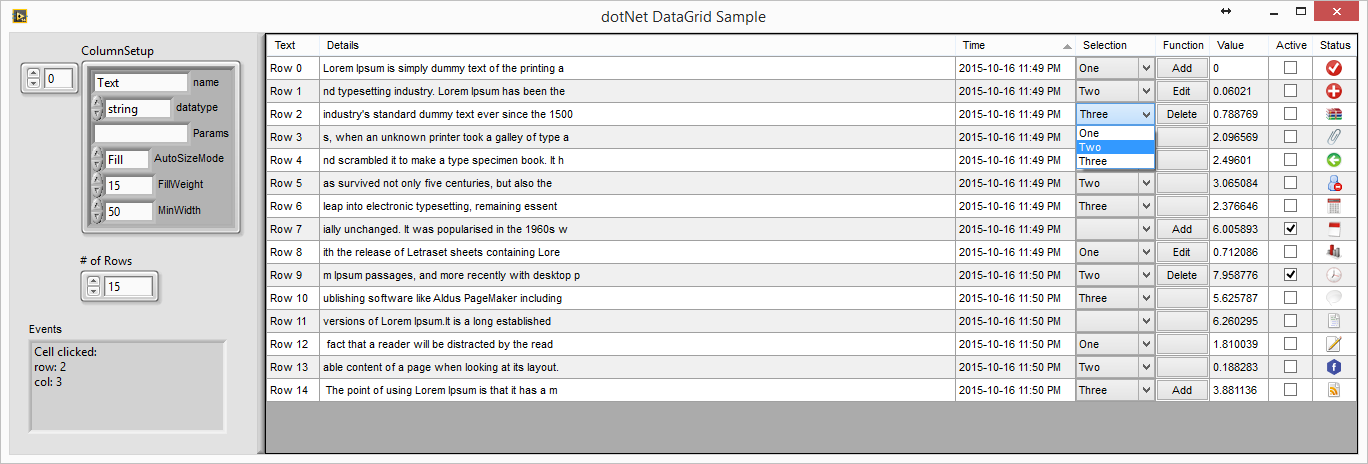 dotNet DataGrid Sample
ColumnSetup
0
Text name
string datatype
Params
Fill AutoSizeMode
15 FillWeight
50 MinWidth
# of Rows
15
Events
Cell clicked:
row: 2
col: 3
Text Details Time Selection Function Value Active Status
Row 0 Lorem Ipsum is simply dummy text of the printing a 2015-10-16 11:49 PM One Add 0
Row 1 nd typesetting industry. Lorem Ipsum has been the 2015-10-16 11:49 PM Two Edit 0.06021
Row 2 industry's standard dummy text ever since the 1500 2015-10-16 11:49 PM Three Delete 0.788769
Row 3 s, when an unknown printer took a galley of type a 2015-10-16 11:49 PM 2.096569
One
Two
Three
Row 4 nd scrambled it to make a type specimen book. It h 2015-10-16 11:49 PM 2.49601
Row 5 as survived not only five centuries, but also the 2015-10-16 11:49 PM Two 3.065084
Row 6 leap into electronic typesetting, remaining essent 2015-10-16 11:49 PM Three 2.376646
Row 7 ially unchanged. It was popularised in the 1960s w 2015-10-16 11:49 PM Add 6.005893
Row 8 ith the release of Letraset sheets containing Lore 2015-10-16 11:49 PM One Edit 0.712086
Row 9 m Ipsum passages, and more recently with desktop p 2015-10-16 11:50 PM Two Delete 7.958776
Row 10 ublishing software like Aldus PageMaker including 2015-10-16 11:50 PM Three 5.625787
Row 11 versions of Lorem Ipsum.It is a long established 2015-10-16 11:50 PM 6.260295
Row 12 fact that a reader will be distracted by the read 2015-10-16 11:50 PM One 1.810039
Row 13 able content of a page when looking at its layout. 2015-10-16 11:50 PM Two 0.188283
Row 14 The point of using Lorem Ipsum is that it has a m 2015-10-16 11:50 PM Three Add 3.881136